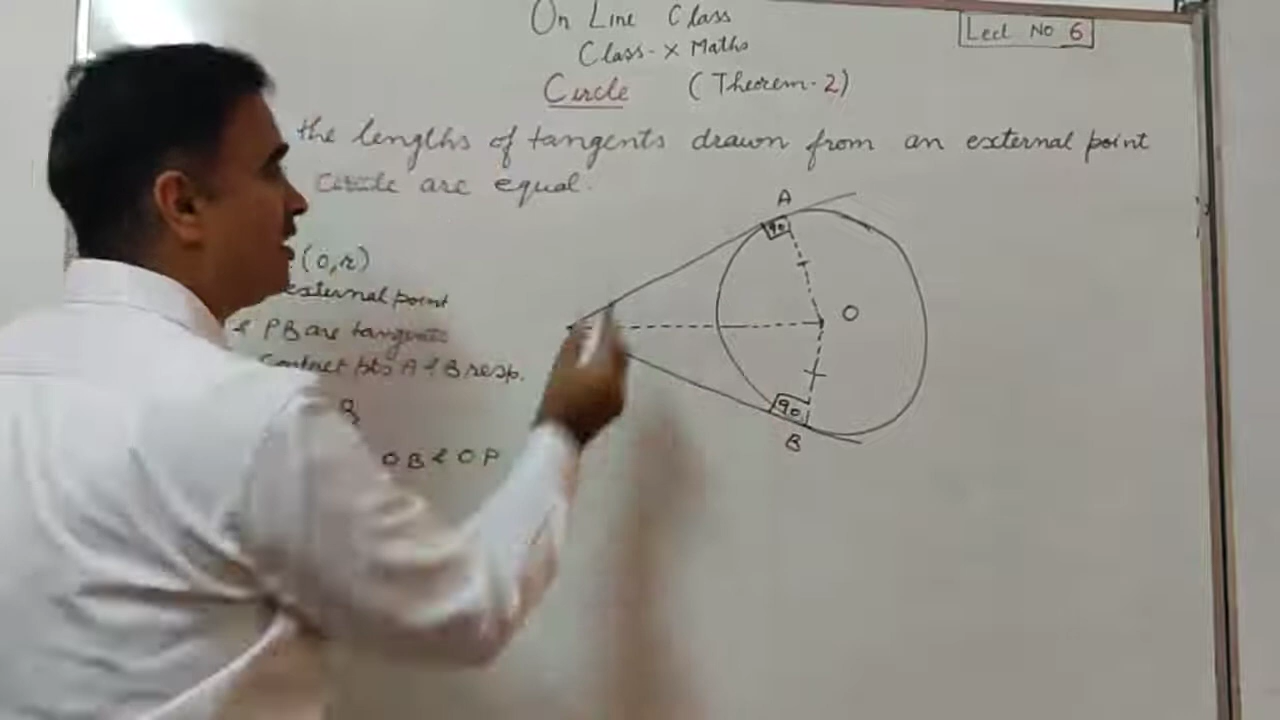 On Line Class
Lect No 6
Class-X Maths
Circle (Theorem-2)
the lengths of tangents drawn from an external point
Circle are equal.
(O,r)
external point
& PB are tangents
Contact pts A & B resp.
B
OB & OP
A
90
O
90
B